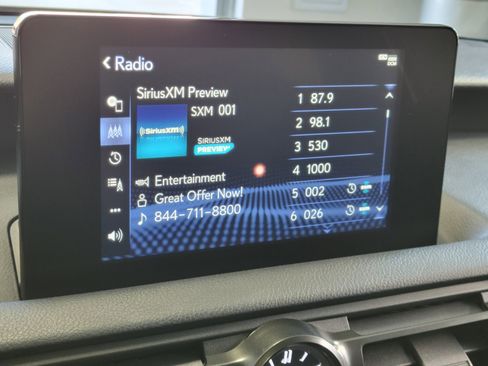 Radio
DCM
SiriusXM Preview
SXM 001
SiriusXM
SIRIUSXM
PREVIEW
Entertainment
Great Offer Now!
844-711-8800
1 87.9
2 98.1
3 530
4 1000
5 002
6 026